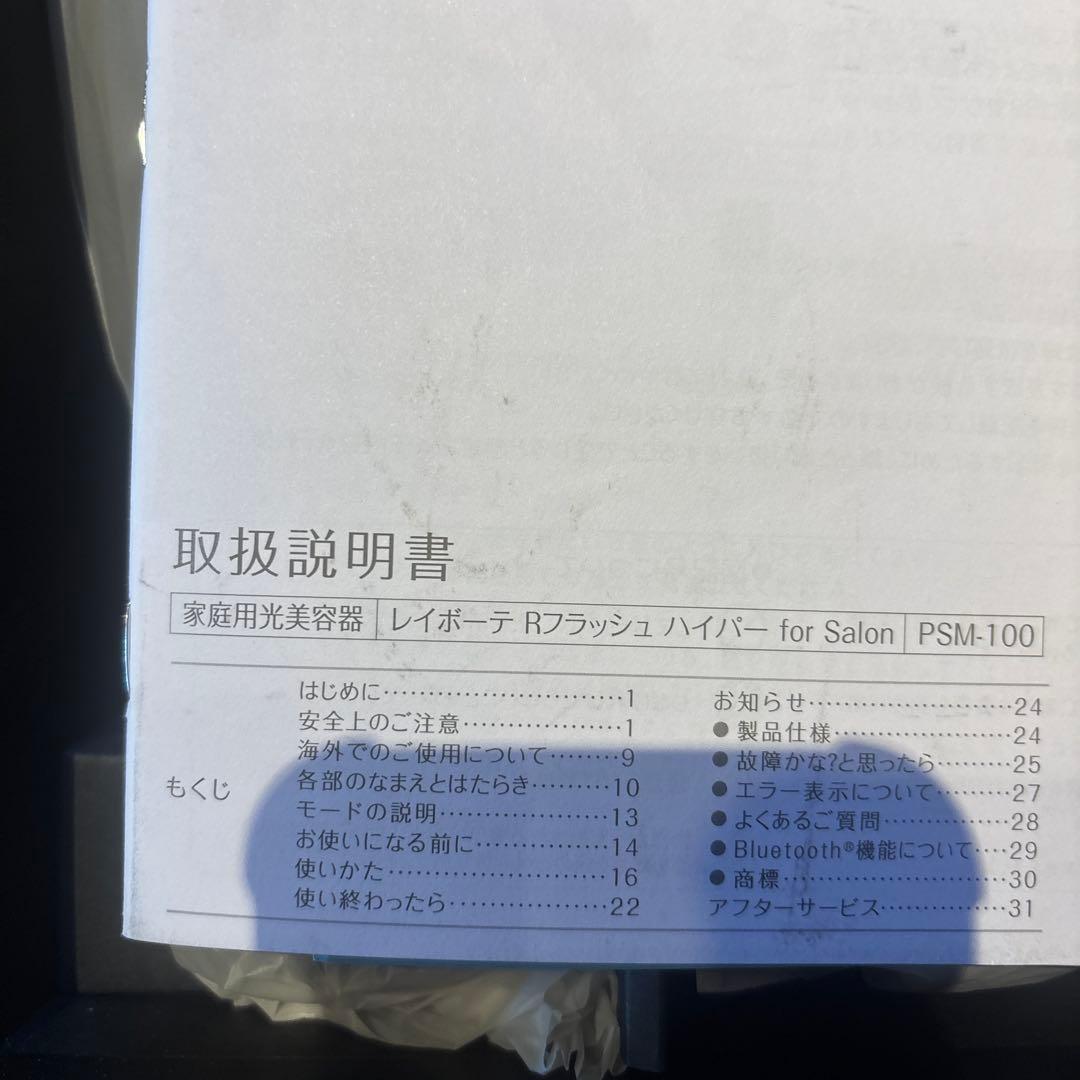 取扱説明書
家庭用光美容器 レイボーテ Rフラッシュ ハイパー for Salon PSM-100
もくじ
はじめに…………………………1
安全上のご注意………………1
海外でのご使用について………9
各部のなまえとはたらき………10
モードの説明…………………13
お使いになる前に……………14
使いかた………………………16
使い終わったら………………22
お知らせ………………………24
●製品仕様……………………24
●故障かな?と思ったら………25
●エラー表示について………27
●よくあるご質問……………28
●Bluetooth®機能について…29
●商標…………………………30
アフターサービス……………31